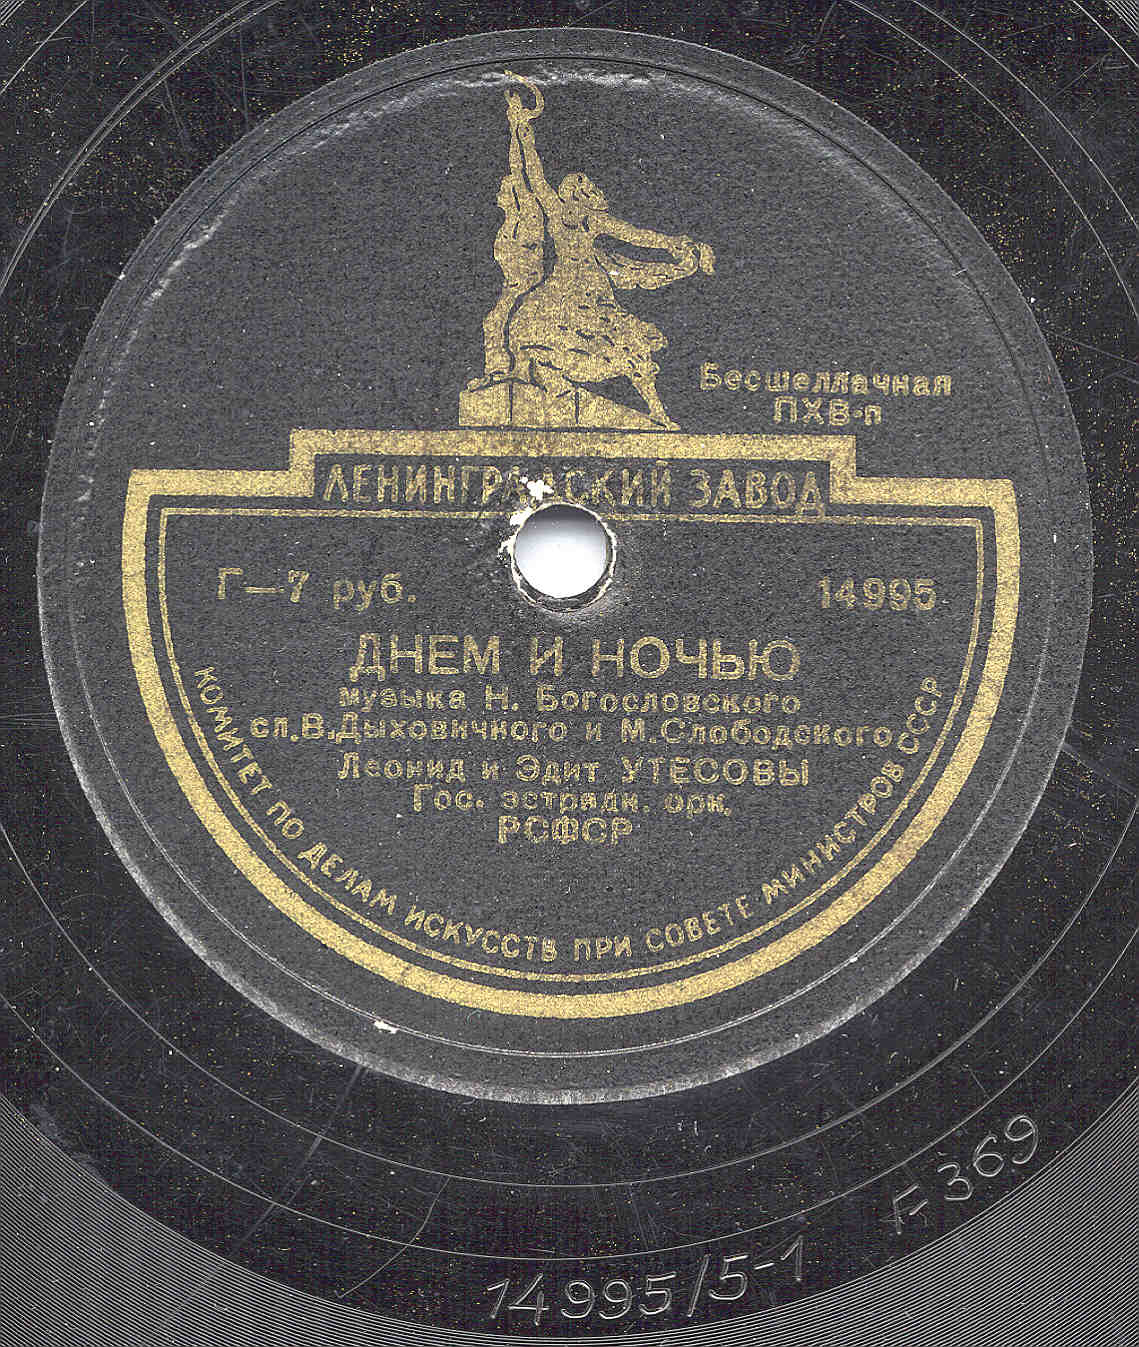 Бесшеллачная
ПХВ-п
ЛЕНИНГРАДСКИЙ ЗАВОД
Г—7 руб.
14995
ДНЕМ И НОЧЬЮ
музыка Н. Богословского
сл.В.Дыховичного и М.Слободского
Леонид и Эдит УТЕСОВЫ
Гос. эстрадн. орк.
РСФСР
КОМИТЕТ ПО ДЕЛАМ ИСКУССТВ ПРИ СОВЕТЕ МИНИСТРОВ СССР
14995/5-1
F 369